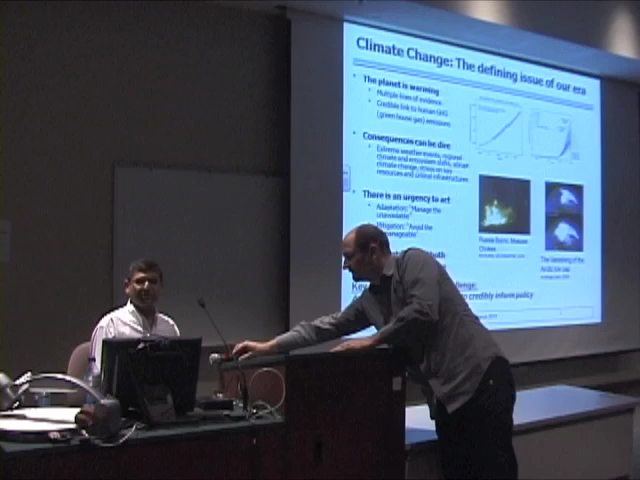 Climate Change: The defining issue of our era
The planet is warming
Multiple lines of evidence
Credible link to human GHG
(green house gas) emissions
Consequences can be dire
Extreme weather events, regional
climate and ecosystem shifts, abrupt
climate change, stress on key
resources and critical infrastructures
There is an urgency to act
Adaptation: "Manage the
unavoidable"
Mitigation: "Avoid the
unmanageable"
both
Key
to credibly inform policy
Russia Burns, Moscow
Chokes
The Vanishing of the
Arctic ice cap